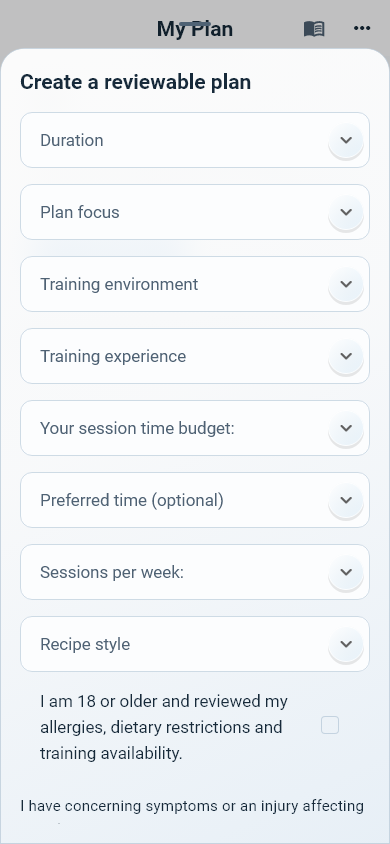 My Plan
Create a reviewable plan
Duration
Plan focus
Training environment
Training experience
Your session time budget:
Preferred time (optional)
Sessions per week:
Recipe style
I am 18 or older and reviewed my
allergies, dietary restrictions and
training availability.
I have concerning symptoms or an injury affecting